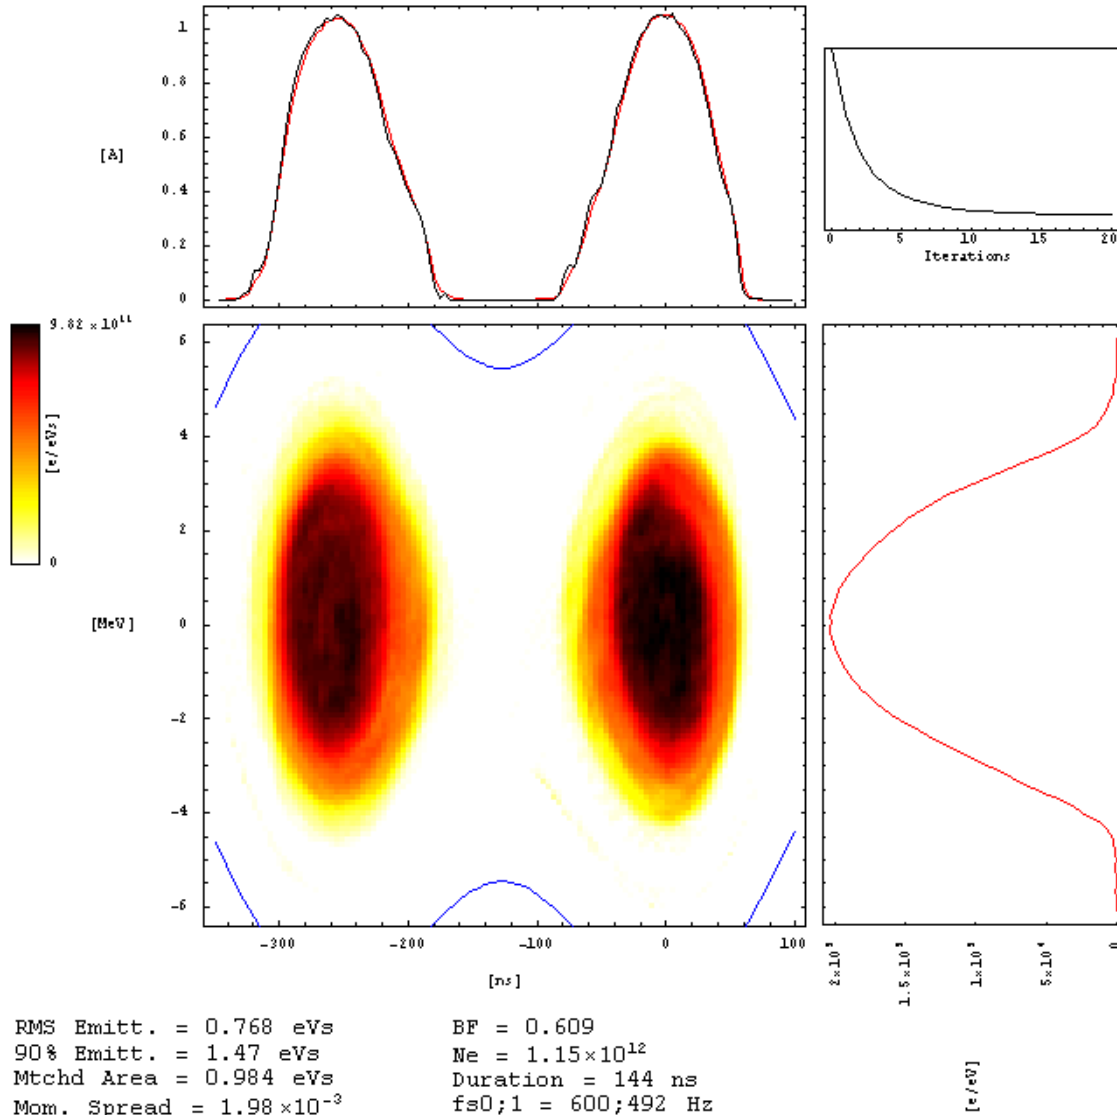 1
0.8
0.6
[A]
0.4
0.2
0
0 5 10 15 20
Iterations
9.82×10¹¹
[e/eVs]
0
6
4
2
[MeV]
0
-2
-4
-6
-300 -200 -100 0 100
[ns]
2×10⁵
1.5×10⁵
1×10⁵
5×10⁴
0
[e/eV]
RMS Emitt. = 0.768 eVs
90% Emitt. = 1.47 eVs
Mtchd Area = 0.984 eVs
Mom. Spread = 1.98×10⁻³
BF = 0.609
Ne = 1.15×10¹²
Duration = 144 ns
fs0;1 = 600;492 Hz